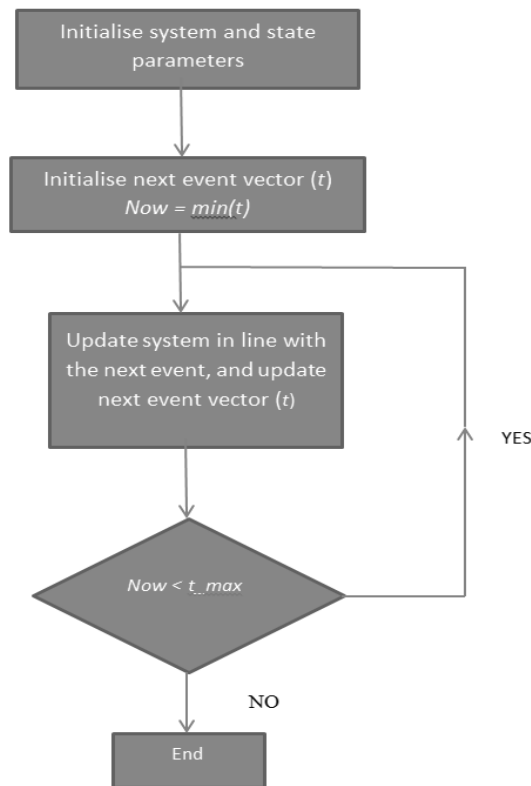 Initialise system and state
parameters
Initialise next event vector (t)
Now = min(t)
Update system in line with
the next event, and update
next event vector (t)
YES
Now < t_max
NO
End